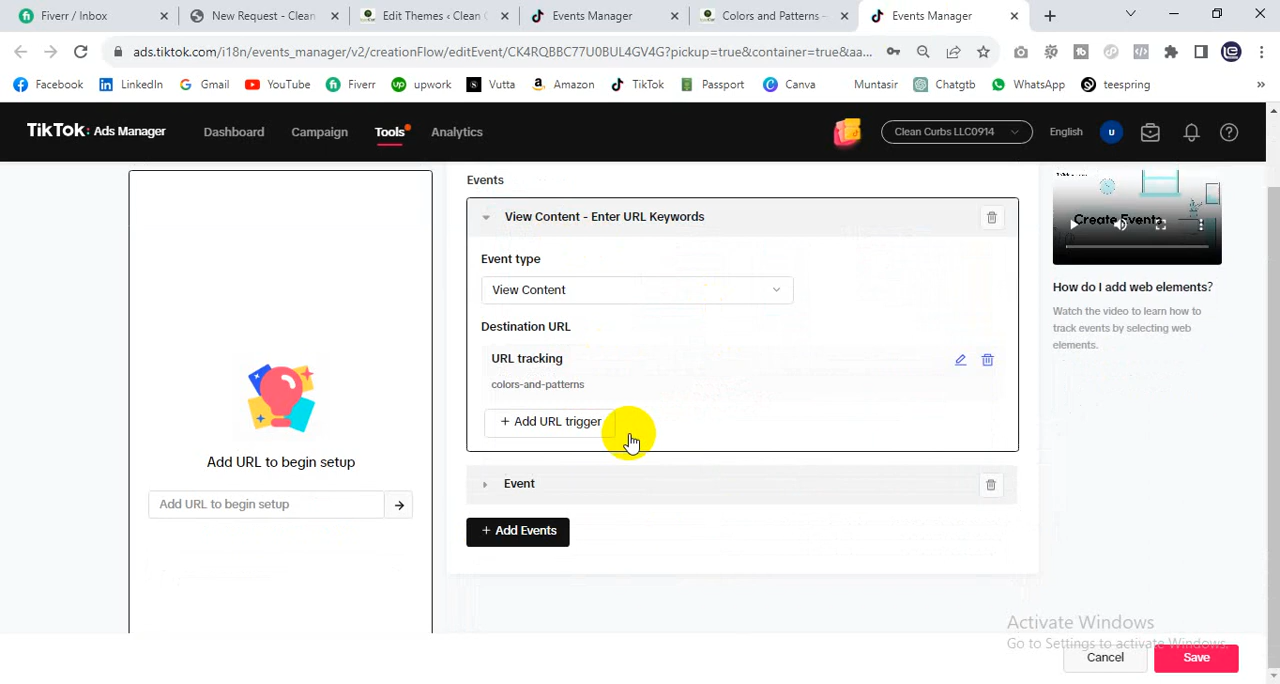 Fiverr / Inbox
New Request - Clean
Edit Themes ‹ Clean C
Events Manager
Colors and Patterns –
Events Manager
ads.tiktok.com/i18n/events_manager/v2/creationFlow/editEvent/CK4RQBBC77U0BUL4GV4G?pickup=true&container=true&aa...
Facebook
LinkedIn
Gmail
YouTube
Fiverr
upwork
Vutta
Amazon
TikTok
Passport
Canva
Muntasir
Chatgtb
WhatsApp
teespring
TikTok: Ads Manager
Dashboard
Campaign
Tools
Analytics
Clean Curbs LLC0914
English
u
Events
View Content - Enter URL Keywords
Event type
View Content
Destination URL
URL tracking
colors-and-patterns
+ Add URL trigger
Event
+ Add Events
Add URL to begin setup
Add URL to begin setup
Create Events
How do I add web elements?
Watch the video to learn how to
track events by selecting web
elements.
Activate Windows
Go to Settings to activate Windows.
Cancel
Save